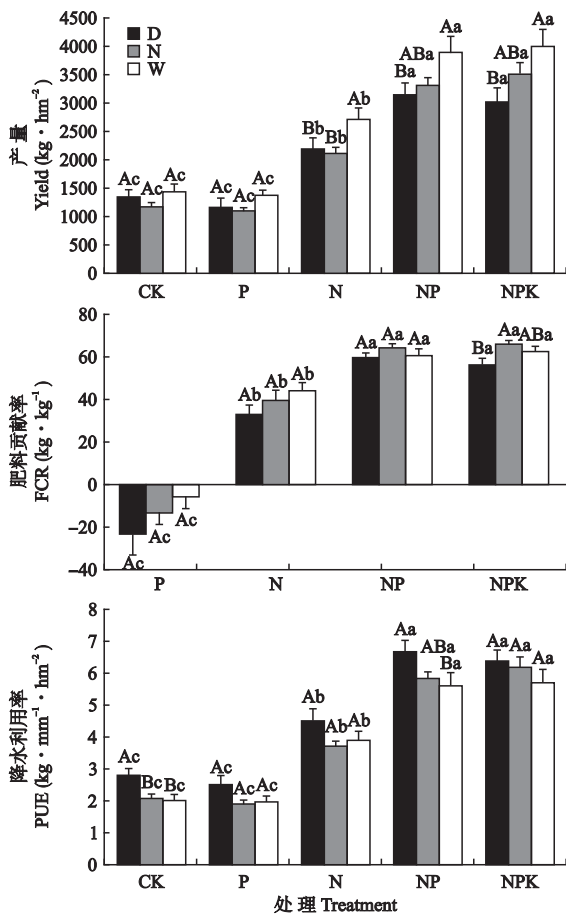 4500
4000
3500
3000
2500
2000
1500
1000
500
0
产 量
Yield (kg · hm⁻²)
D
N
W
Ac Ac Ac
Ac Ac Ac
Bb Bb Ab
Ba ABa Aa
Ba ABa Aa
CK P N NP NPK
80
60
40
20
0
−20
−40
肥料贡献率
FCR (kg · kg⁻¹)
Ac Ac Ac
Ab Ab Ab
Aa Aa Aa
Ba Aa ABa
P N NP NPK
8
7
6
5
4
3
2
1
0
降水利用率
PUE (kg · mm⁻¹ · hm⁻²)
Ac Bc Bc
Ac Ac Ac
Ab Ab Ab
Aa ABa Ba
Aa Aa Aa
CK P N NP NPK
处 理 Treatment